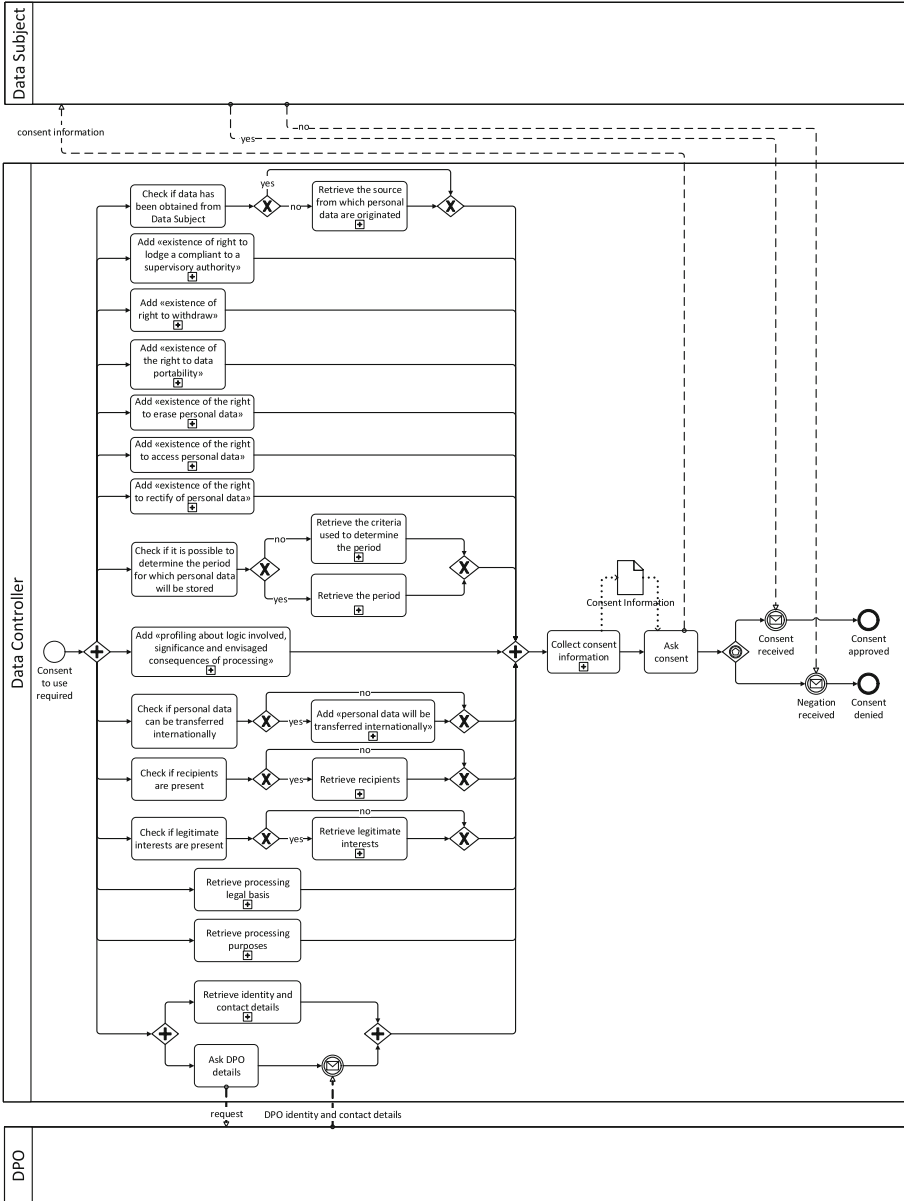 Data Subject
consent information
no
yes
Data Controller
yes
Check if data has
been obtained from
Data Subject
no
Retrieve the source
from which personal
data are originated
Add «existence of right to
lodge a compliant to a
supervisory authority»
Add «existence of
right to withdraw»
Add «existence of
the right to data
portability»
Add «existence of the right
to erase personal data»
Add «existence of the right
to access personal data»
Add «existence of the right
to rectify of personal data»
Check if it is possible to
determine the period
for which personal data
will be stored
no
Retrieve the criteria
used to determine
the period
yes
Retrieve the period
Consent
to use
required
Add «profiling about logic involved,
significance and envisaged
consequences of processing»
Collect consent
information
Consent Information
Ask
consent
Consent
received
Consent
approved
Negation
received
Consent
denied
Check if personal data
can be transferred
internationally
no
yes
Add «personal data will be
transferred internationally»
Check if recipients
are present
no
yes
Retrieve recipients
Check if legitimate
interests are present
no
yes
Retrieve legitimate
interests
Retrieve processing
legal basis
Retrieve processing
purposes
Retrieve identity and
contact details
Ask DPO
details
request
DPO identity and contact details
DPO